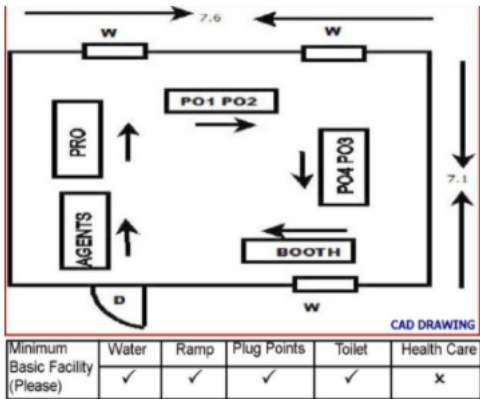 7.6
W
W
PO1 PO2
PRO
PO4 PO3
7.1
AGENTS
BOOTH
D
W
CAD DRAWING
Minimum Basic Facility (Please) Water Ramp Plug Points Toilet Health Care
✓ ✓ ✓ ✓ x